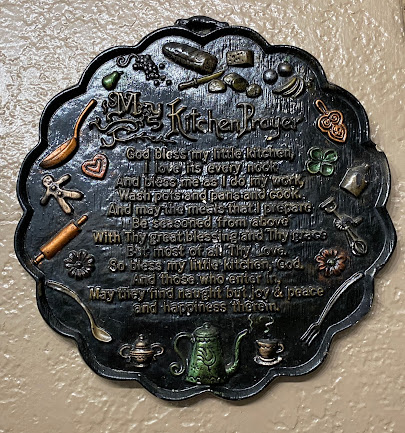 My Kitchen Prayer
God bless my little kitchen,
I love its every nook,
And bless me as I do my work,
Wash pots and pans and cook.
And may the meals that I prepare
Be seasoned from above
With Thy great blessing and Thy grace
But most of all Thy Love.
So bless my little kitchen, God,
And those who enter in,
May they find naught but joy & peace
and happiness therein.